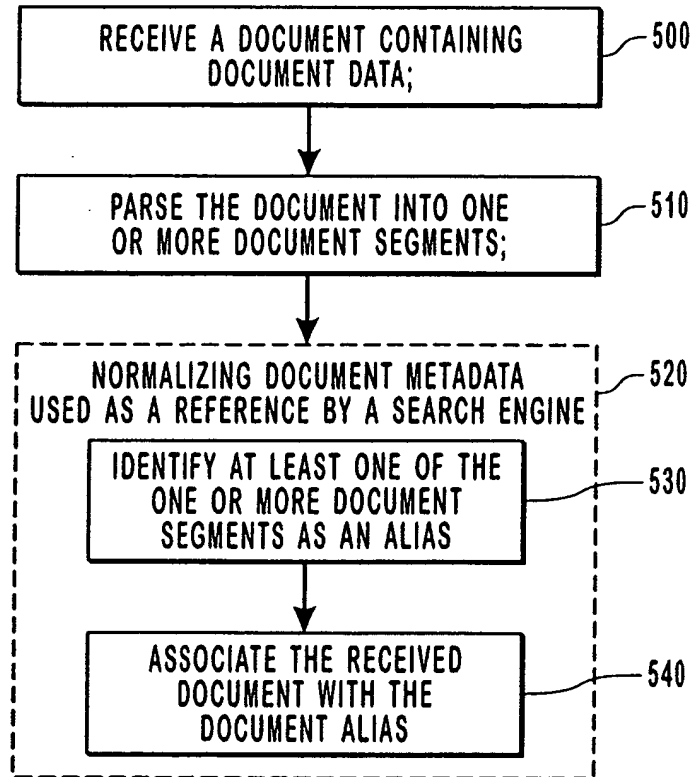 RECEIVE A DOCUMENT CONTAINING
DOCUMENT DATA;
500
PARSE THE DOCUMENT INTO ONE
OR MORE DOCUMENT SEGMENTS;
510
NORMALIZING DOCUMENT METADATA
USED AS A REFERENCE BY A SEARCH ENGINE
520
IDENTIFY AT LEAST ONE OF THE
ONE OR MORE DOCUMENT
SEGMENTS AS AN ALIAS
530
ASSOCIATE THE RECEIVED
DOCUMENT WITH THE
DOCUMENT ALIAS
540